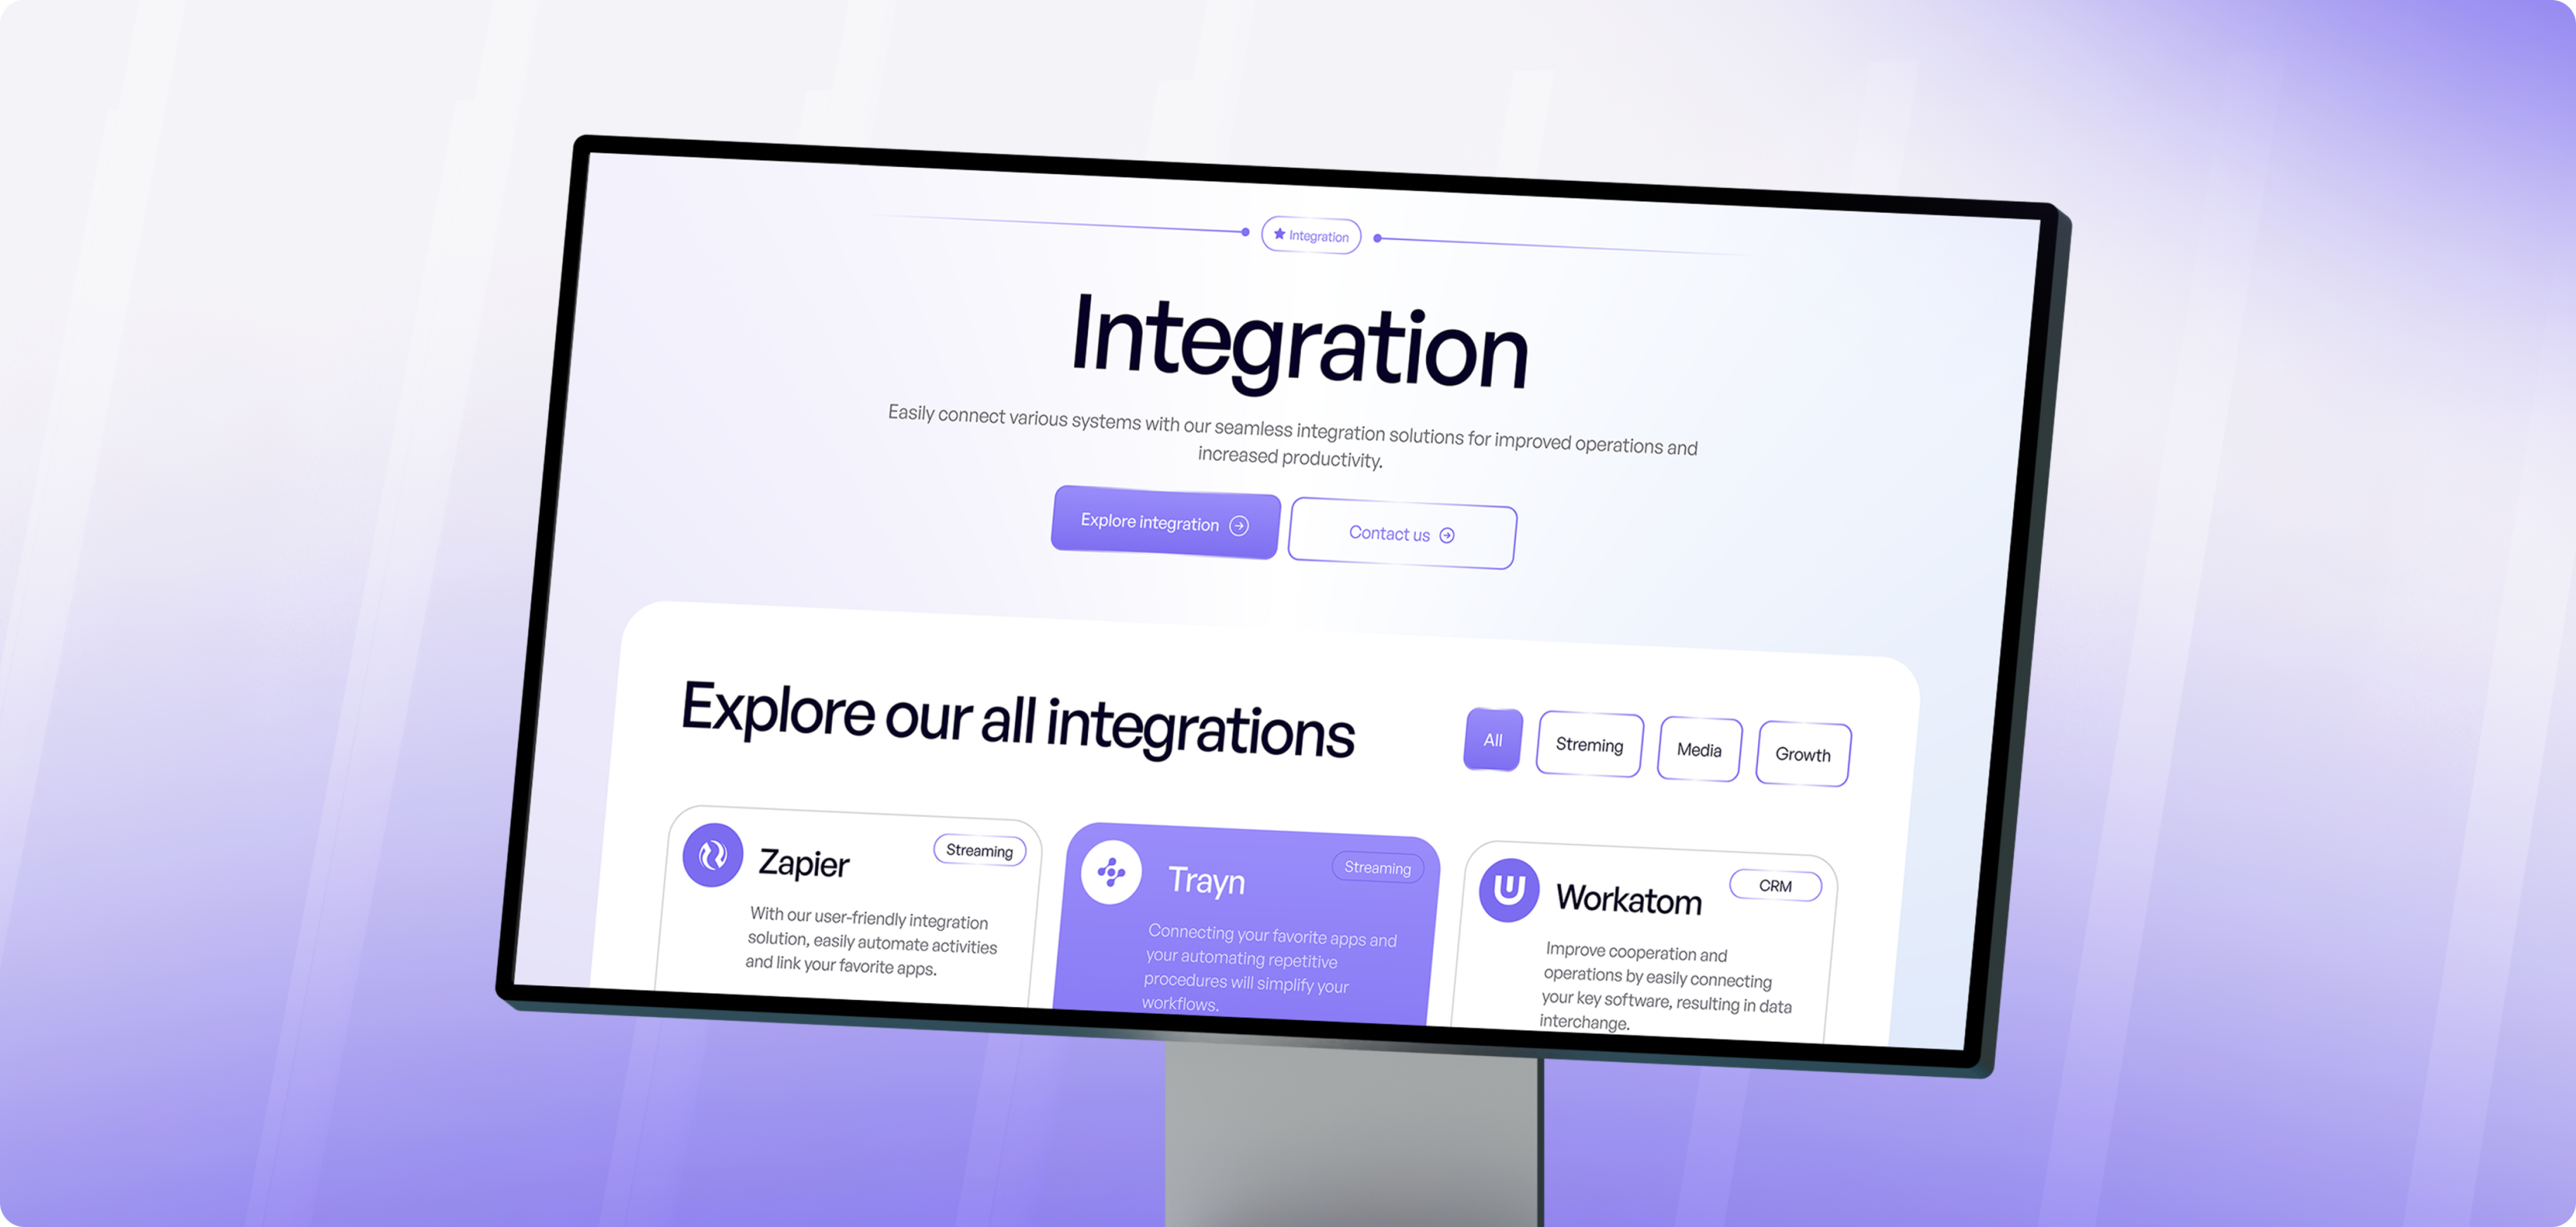 Integration
Integration
Easily connect various systems with our seamless integration solutions for improved operations and
increased productivity.
Explore integration
Contact us
Explore our all integrations
All
Streming
Media
Growth
Zapier
Streaming
With our user-friendly integration
solution, easily automate activities
and link your favorite apps.
Trayn
Streaming
Connecting your favorite apps and
your automating repetitive
procedures will simplify your
workflows.
Workatom
CRM
Improve cooperation and
operations by easily connecting
your key software, resulting in data
interchange.